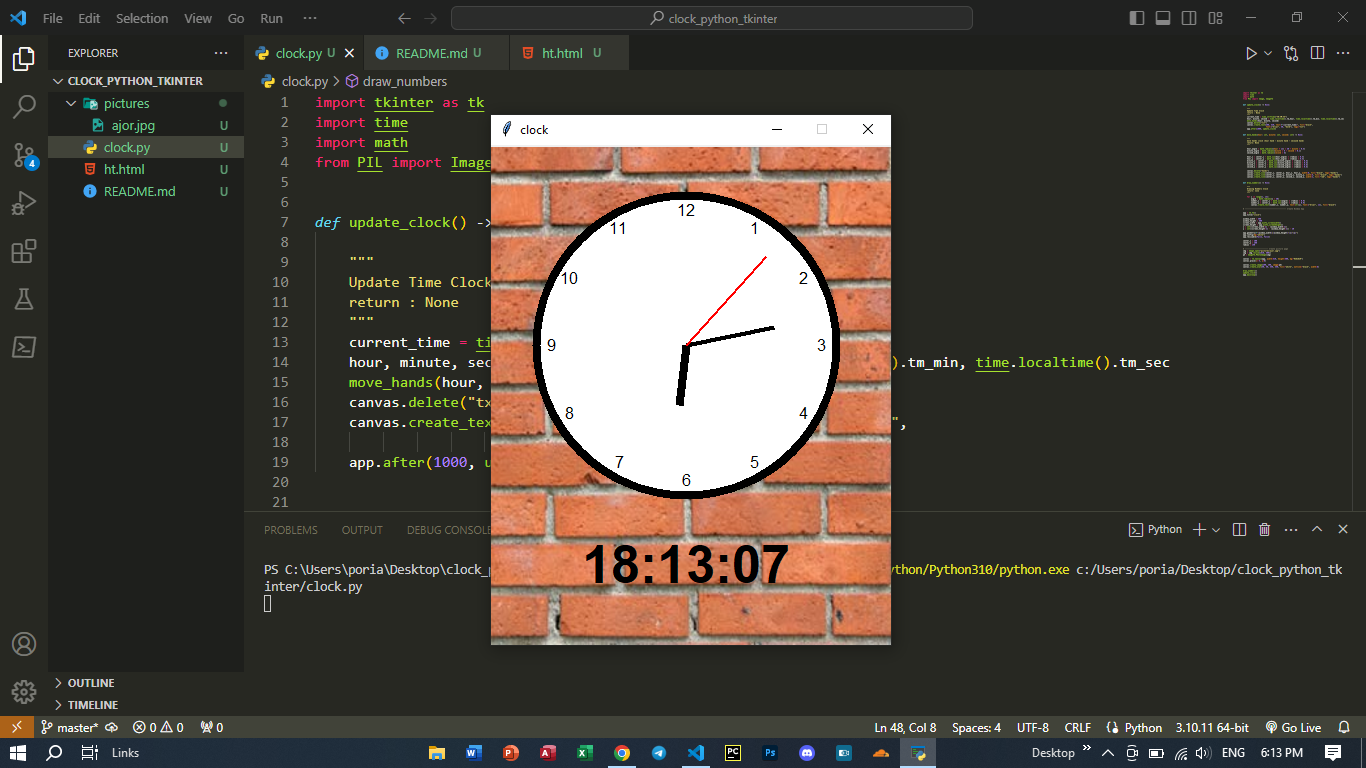 File Edit Selection View Go Run ··· clock_python_tkinter
EXPLORER
CLOCK_PYTHON_TKINTER
pictures
ajor.jpg U
clock.py U
ht.html U
README.md U
OUTLINE
TIMELINE
4
clock.py U
README.md U
ht.html U
clock.py > draw_numbers
1 import tkinter as tk
2 import time
3 import math
4 from PIL import Image
5
6
7 def update_clock() -
8
9 """
10 Update Time Clock
11 return : None
12 """
13 current_time = ti
14 hour, minute, sec ).tm_min, time.localtime().tm_sec
15 move_hands(hour,
16 canvas.delete("tx
17 canvas.create_tex ",
18
19 app.after(1000, u
20
21
clock
12
11 1
10 2
9 3
8 4
7 5
6
18:13:07
PROBLEMS OUTPUT DEBUG CONSOLE
Python
PS C:\Users\poria\Desktop\clock_p ython/Python310/python.exe c:/Users/poria/Desktop/clock_python_tk
inter/clock.py
master* 0 0 0 Ln 48, Col 8 Spaces: 4 UTF-8 CRLF Python 3.10.11 64-bit Go Live
Links Desktop ENG 6:13 PM